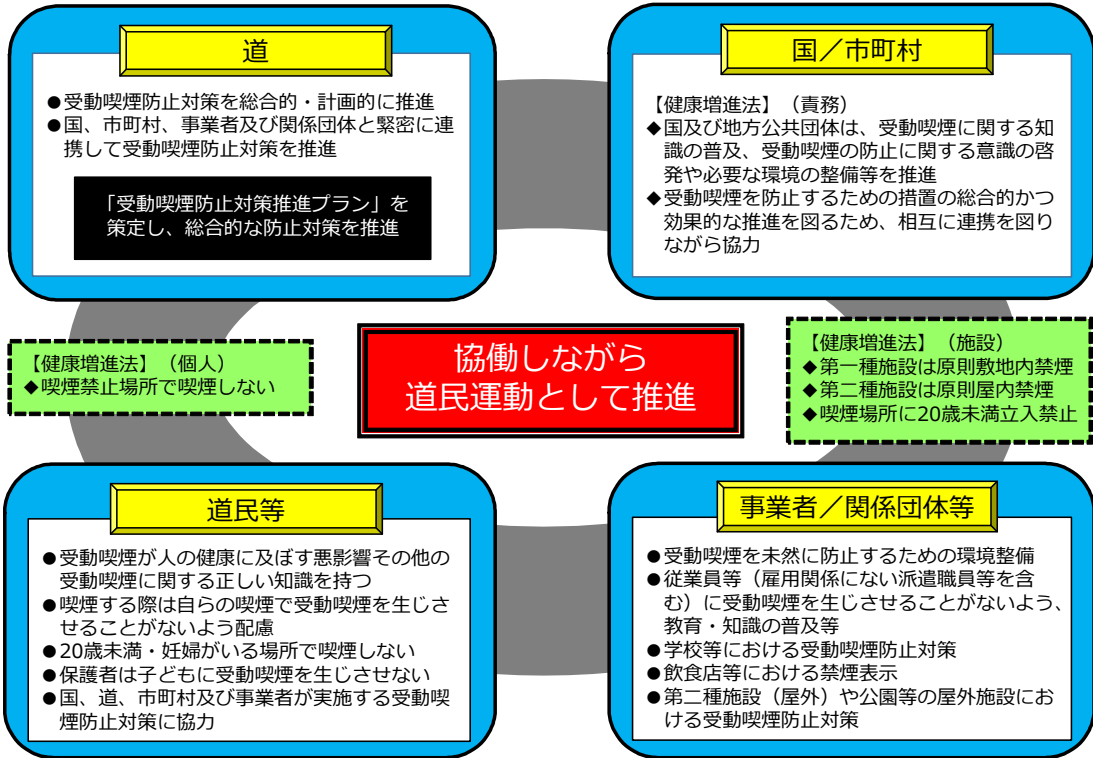 道
●受動喫煙防止対策を総合的・計画的に推進
●国、市町村、事業者及び関係団体と緊密に連
携して受動喫煙防止対策を推進
「受動喫煙防止対策推進プラン」を
策定し、総合的な防止対策を推進
国／市町村
【健康増進法】（責務）
◆国及び地方公共団体は、受動喫煙に関する知
識の普及、受動喫煙の防止に関する意識の啓
発や必要な環境の整備等を推進
◆受動喫煙を防止するための措置の総合的かつ
効果的な推進を図るため、相互に連携を図り
ながら協力
【健康増進法】（個人）
◆喫煙禁止場所で喫煙しない
協働しながら
道民運動として推進
【健康増進法】（施設）
◆第一種施設は原則敷地内禁煙
◆第二種施設は原則屋内禁煙
◆喫煙場所に20歳未満立入禁止
道民等
●受動喫煙が人の健康に及ぼす悪影響その他の
受動喫煙に関する正しい知識を持つ
●喫煙する際は自らの喫煙で受動喫煙を生じさ
せることがないよう配慮
●20歳未満・妊婦がいる場所で喫煙しない
●保護者は子どもに受動喫煙を生じさせない
●国、道、市町村及び事業者が実施する受動喫
煙防止対策に協力
事業者／関係団体等
●受動喫煙を未然に防止するための環境整備
●従業員等（雇用関係にない派遣職員等を含
む）に受動喫煙を生じさせることがないよう、
教育・知識の普及等
●学校等における受動喫煙防止対策
●飲食店等における禁煙表示
●第二種施設（屋外）や公園等の屋外施設にお
ける受動喫煙防止対策